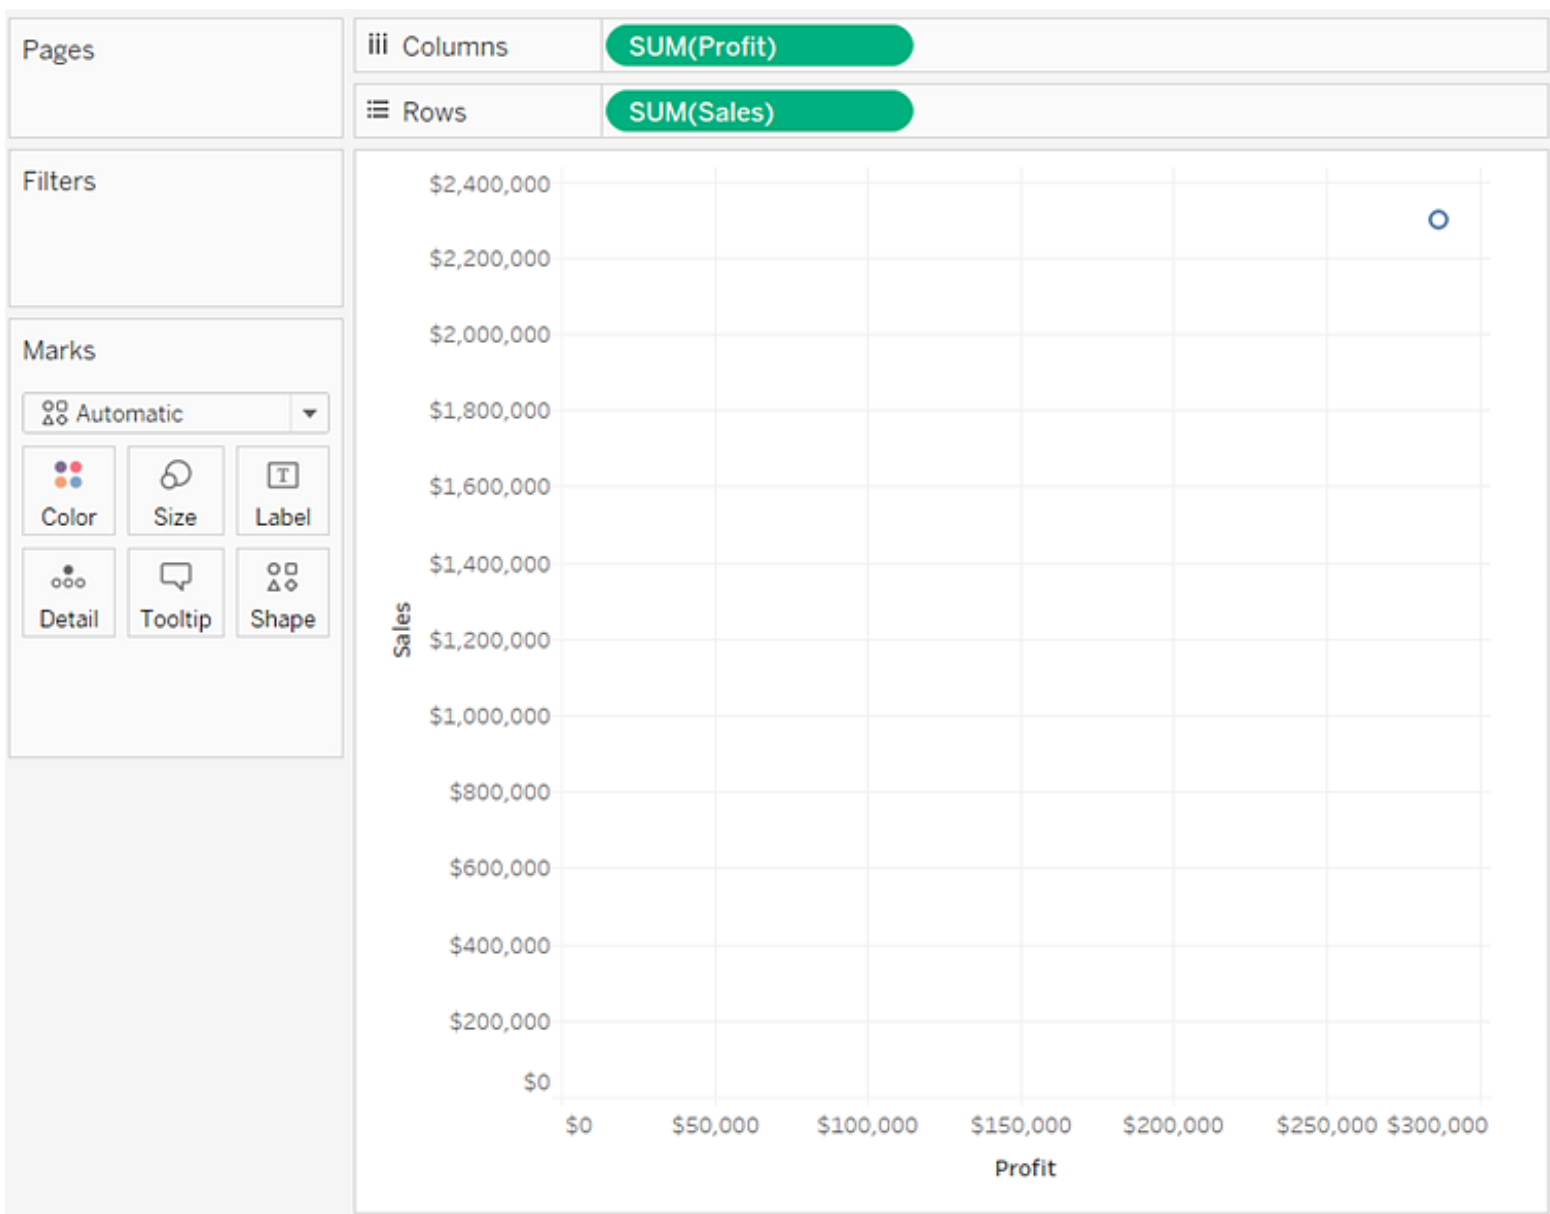 Pages
Columns
SUM(Profit)
Rows
SUM(Sales)
Filters
Marks
Automatic
Color
Size
Label
Detail
Tooltip
Shape
$2,400,000
$2,200,000
$2,000,000
$1,800,000
$1,600,000
$1,400,000
$1,200,000
$1,000,000
$800,000
$600,000
$400,000
$200,000
$0
Sales
$0 $50,000 $100,000 $150,000 $200,000 $250,000 $300,000
Profit